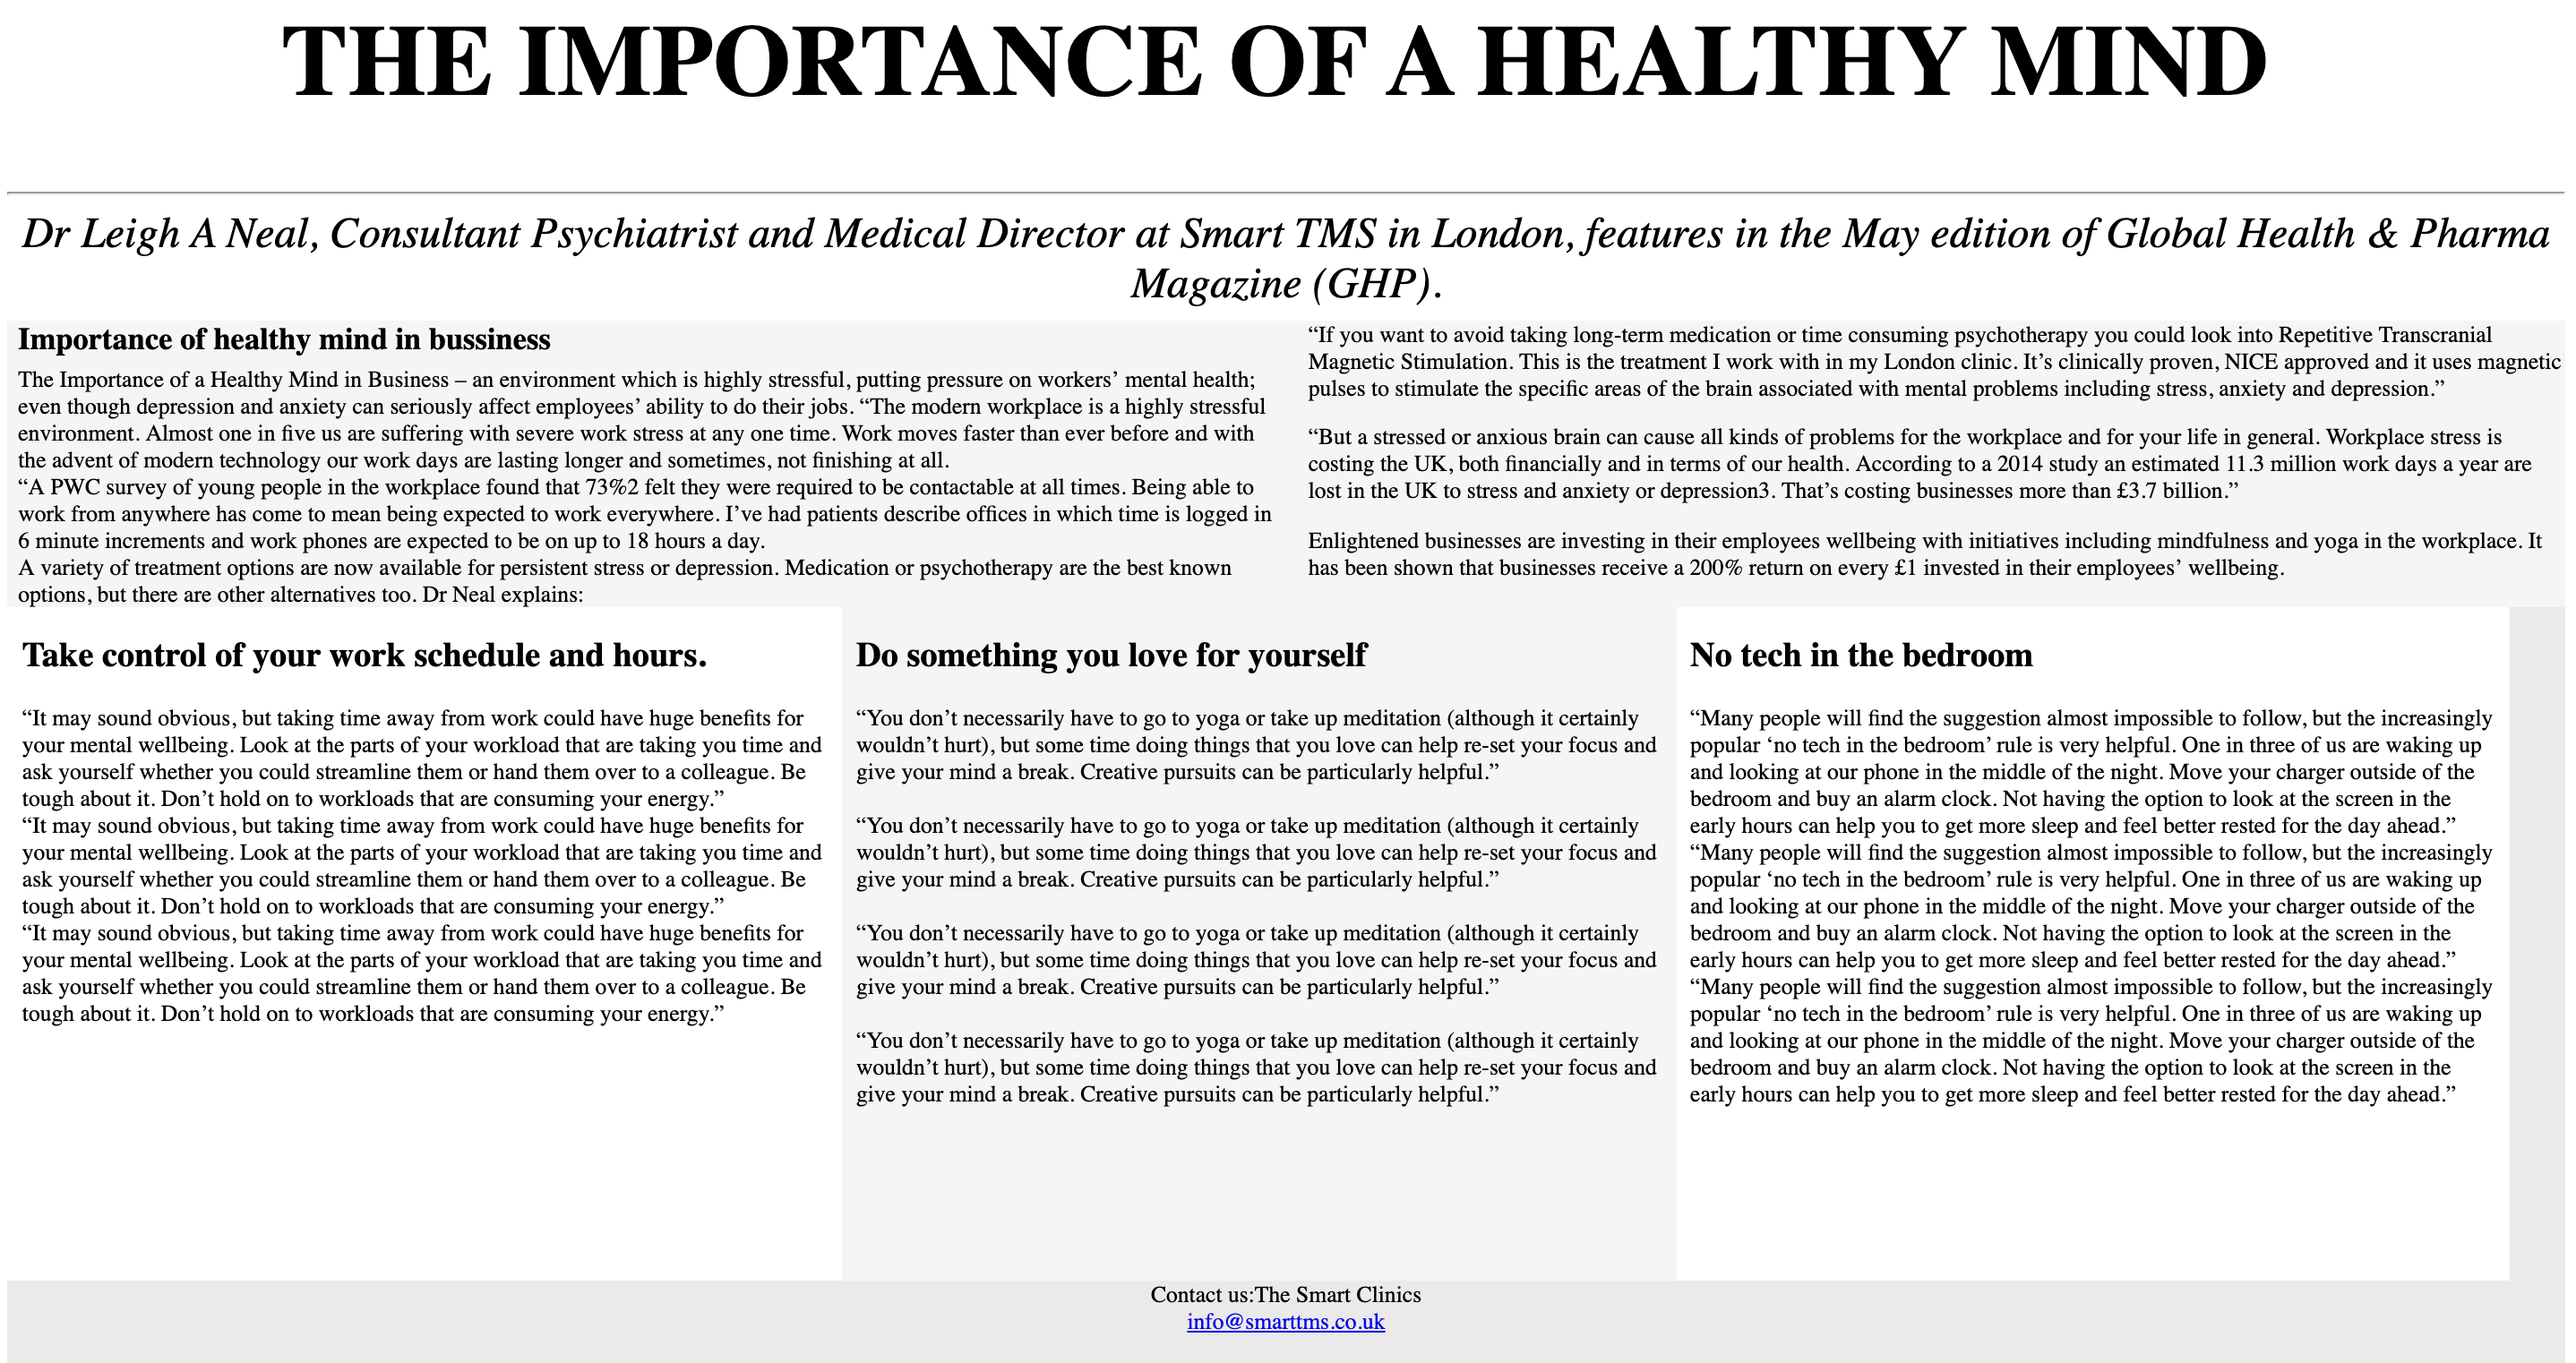 THE IMPORTANCE OF A HEALTHY MIND
Dr Leigh A Neal, Consultant Psychiatrist and Medical Director at Smart TMS in London, features in the May edition of Global Health & Pharma
Magazine (GHP).
Importance of healthy mind in bussiness
The Importance of a Healthy Mind in Business – an environment which is highly stressful, putting pressure on workers’ mental health;
even though depression and anxiety can seriously affect employees’ ability to do their jobs. “The modern workplace is a highly stressful
environment. Almost one in five us are suffering with severe work stress at any one time. Work moves faster than ever before and with
the advent of modern technology our work days are lasting longer and sometimes, not finishing at all.
“A PWC survey of young people in the workplace found that 73%2 felt they were required to be contactable at all times. Being able to
work from anywhere has come to mean being expected to work everywhere. I’ve had patients describe offices in which time is logged in
6 minute increments and work phones are expected to be on up to 18 hours a day.
A variety of treatment options are now available for persistent stress or depression. Medication or psychotherapy are the best known
options, but there are other alternatives too. Dr Neal explains:
“If you want to avoid taking long-term medication or time consuming psychotherapy you could look into Repetitive Transcranial
Magnetic Stimulation. This is the treatment I work with in my London clinic. It’s clinically proven, NICE approved and it uses magnetic
pulses to stimulate the specific areas of the brain associated with mental problems including stress, anxiety and depression.”
“But a stressed or anxious brain can cause all kinds of problems for the workplace and for your life in general. Workplace stress is
costing the UK, both financially and in terms of our health. According to a 2014 study an estimated 11.3 million work days a year are
lost in the UK to stress and anxiety or depression3. That’s costing businesses more than £3.7 billion.”
Enlightened businesses are investing in their employees wellbeing with initiatives including mindfulness and yoga in the workplace. It
has been shown that businesses receive a 200% return on every £1 invested in their employees’ wellbeing.
Take control of your work schedule and hours.
“It may sound obvious, but taking time away from work could have huge benefits for
your mental wellbeing. Look at the parts of your workload that are taking you time and
ask yourself whether you could streamline them or hand them over to a colleague. Be
tough about it. Don’t hold on to workloads that are consuming your energy.”
“It may sound obvious, but taking time away from work could have huge benefits for
your mental wellbeing. Look at the parts of your workload that are taking you time and
ask yourself whether you could streamline them or hand them over to a colleague. Be
tough about it. Don’t hold on to workloads that are consuming your energy.”
“It may sound obvious, but taking time away from work could have huge benefits for
your mental wellbeing. Look at the parts of your workload that are taking you time and
ask yourself whether you could streamline them or hand them over to a colleague. Be
tough about it. Don’t hold on to workloads that are consuming your energy.”
Do something you love for yourself
“You don’t necessarily have to go to yoga or take up meditation (although it certainly
wouldn’t hurt), but some time doing things that you love can help re-set your focus and
give your mind a break. Creative pursuits can be particularly helpful.”
“You don’t necessarily have to go to yoga or take up meditation (although it certainly
wouldn’t hurt), but some time doing things that you love can help re-set your focus and
give your mind a break. Creative pursuits can be particularly helpful.”
“You don’t necessarily have to go to yoga or take up meditation (although it certainly
wouldn’t hurt), but some time doing things that you love can help re-set your focus and
give your mind a break. Creative pursuits can be particularly helpful.”
“You don’t necessarily have to go to yoga or take up meditation (although it certainly
wouldn’t hurt), but some time doing things that you love can help re-set your focus and
give your mind a break. Creative pursuits can be particularly helpful.”
No tech in the bedroom
“Many people will find the suggestion almost impossible to follow, but the increasingly
popular ‘no tech in the bedroom’ rule is very helpful. One in three of us are waking up
and looking at our phone in the middle of the night. Move your charger outside of the
bedroom and buy an alarm clock. Not having the option to look at the screen in the
early hours can help you to get more sleep and feel better rested for the day ahead.”
“Many people will find the suggestion almost impossible to follow, but the increasingly
popular ‘no tech in the bedroom’ rule is very helpful. One in three of us are waking up
and looking at our phone in the middle of the night. Move your charger outside of the
bedroom and buy an alarm clock. Not having the option to look at the screen in the
early hours can help you to get more sleep and feel better rested for the day ahead.”
“Many people will find the suggestion almost impossible to follow, but the increasingly
popular ‘no tech in the bedroom’ rule is very helpful. One in three of us are waking up
and looking at our phone in the middle of the night. Move your charger outside of the
bedroom and buy an alarm clock. Not having the option to look at the screen in the
early hours can help you to get more sleep and feel better rested for the day ahead.”
Contact us:The Smart Clinics
info@smarttms.co.uk